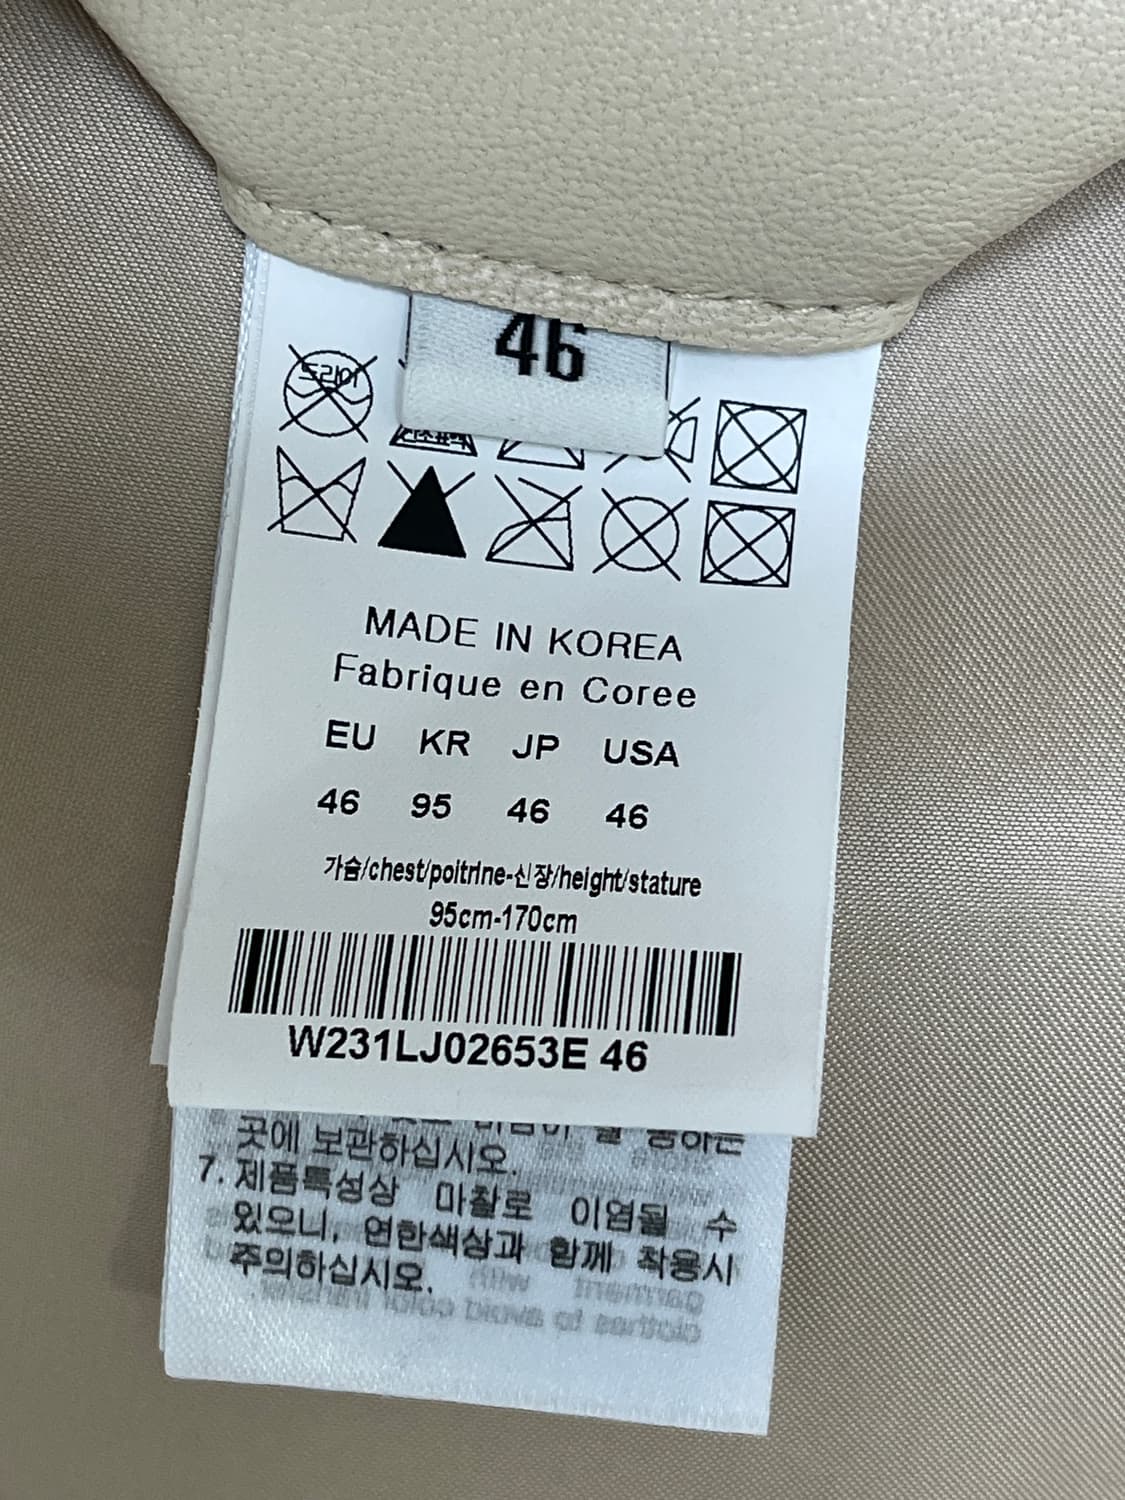 46
드라이
MADE IN KOREA
Fabrique en Coree
EU KR JP USA
46 95 46 46
가슴/chest/poitrine-신장/height/stature
95cm-170cm
W231LJ02653E 46
곳에 보관하십시오.
7. 제품특성상 마찰로 이염될 수
있으니, 연한색상과 함께 착용시
주의하십시오.